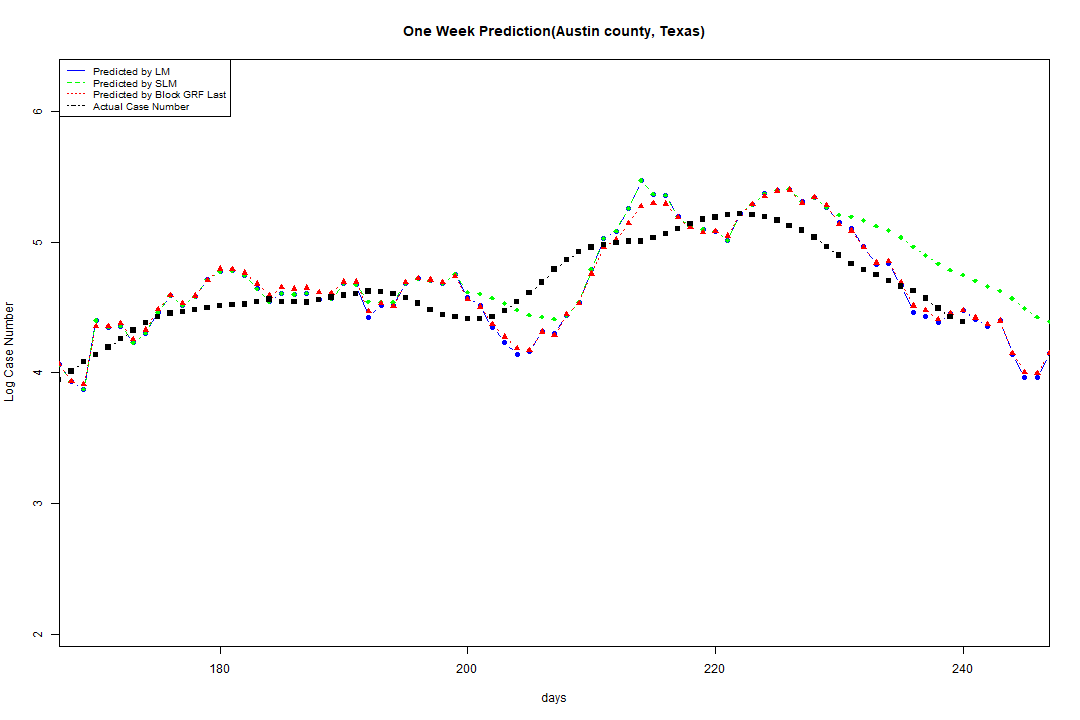 One Week Prediction(Austin county, Texas)
Predicted by LM
Predicted by SLM
Predicted by Block GRF Last
Actual Case Number
6
5
4
3
2
Log Case Number
180
200
220
240
days